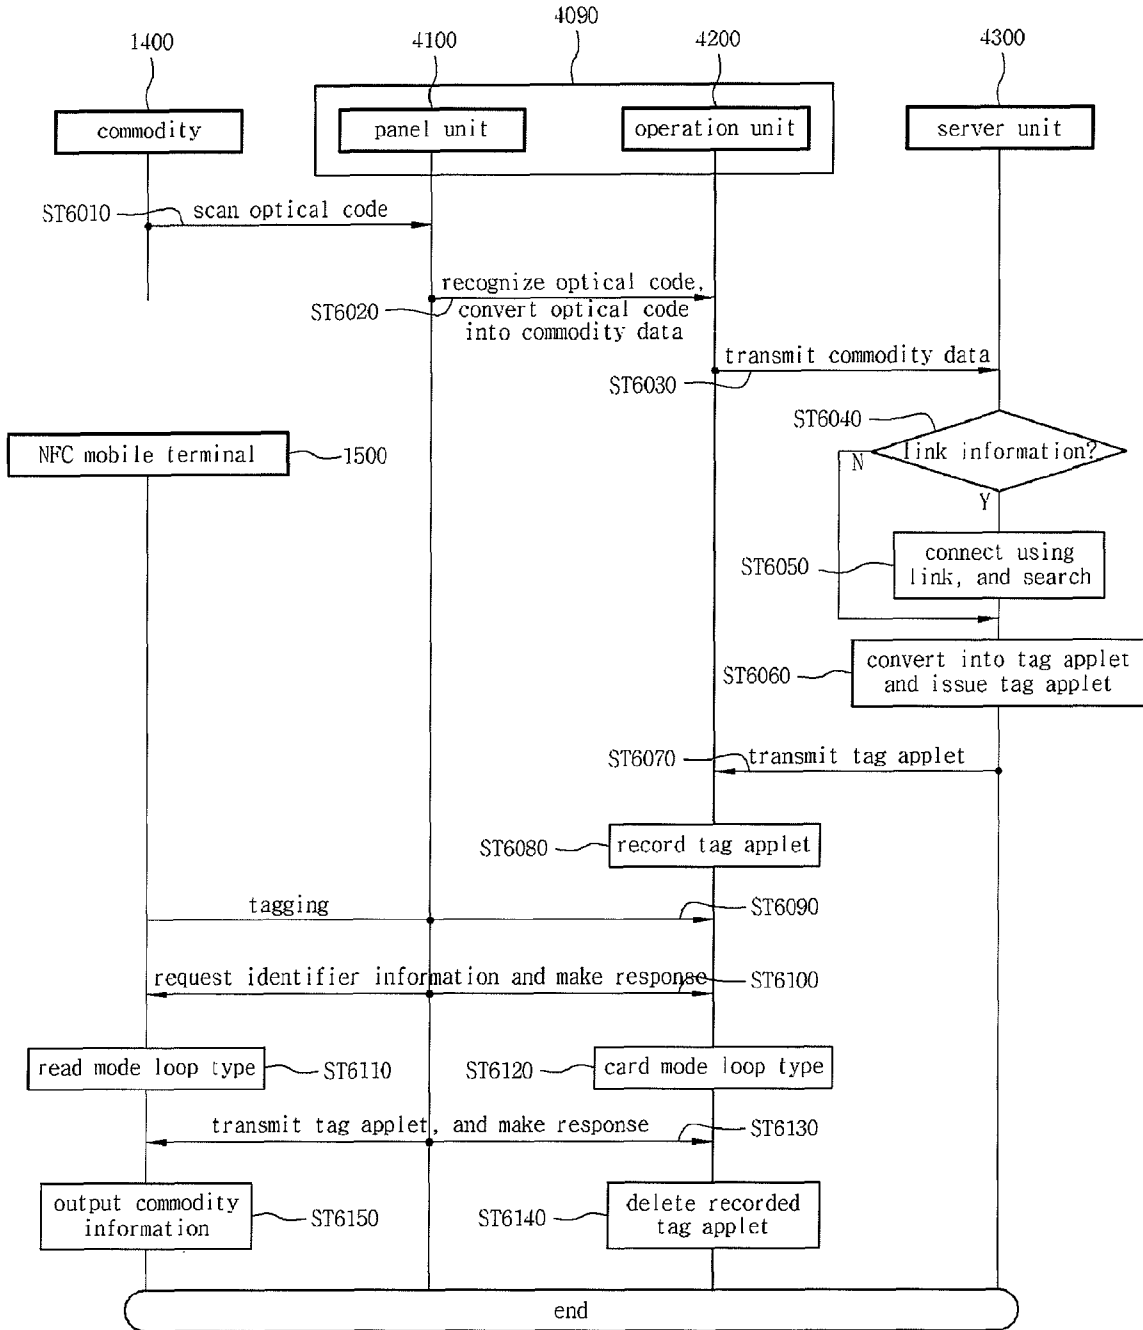 4090
1400
4100
4200
4300
commodity
panel unit
operation unit
server unit
ST6010
scan optical code
recognize optical code,
ST6020
convert optical code
into commodity data
transmit commodity data
ST6030
ST6040
NFC mobile terminal
1500
link information?
N
Y
ST6050
connect using
link, and search
ST6060
convert into tag applet
and issue tag applet
ST6070
transmit tag applet
ST6080
record tag applet
tagging
ST6090
request identifier information and make response
ST6100
read mode loop type
ST6110
ST6120
card mode loop type
transmit tag applet, and make response
ST6130
output commodity
information
ST6150
ST6140
delete recorded
tag applet
end